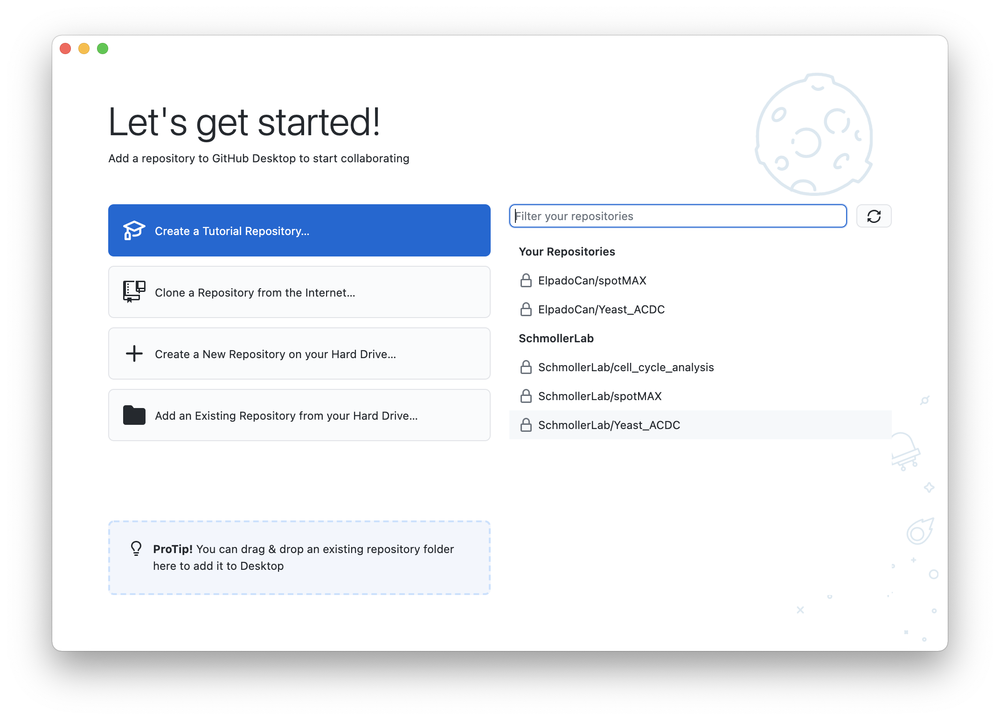 Let's get started!
Add a repository to GitHub Desktop to start collaborating
Create a Tutorial Repository...
Clone a Repository from the Internet...
Create a New Repository on your Hard Drive...
Add an Existing Repository from your Hard Drive...
ProTip! You can drag & drop an existing repository folder
here to add it to Desktop
Filter your repositories
Your Repositories
ElpadoCan/spotMAX
ElpadoCan/Yeast_ACDC
SchmollerLab
SchmollerLab/cell_cycle_analysis
SchmollerLab/spotMAX
SchmollerLab/Yeast_ACDC